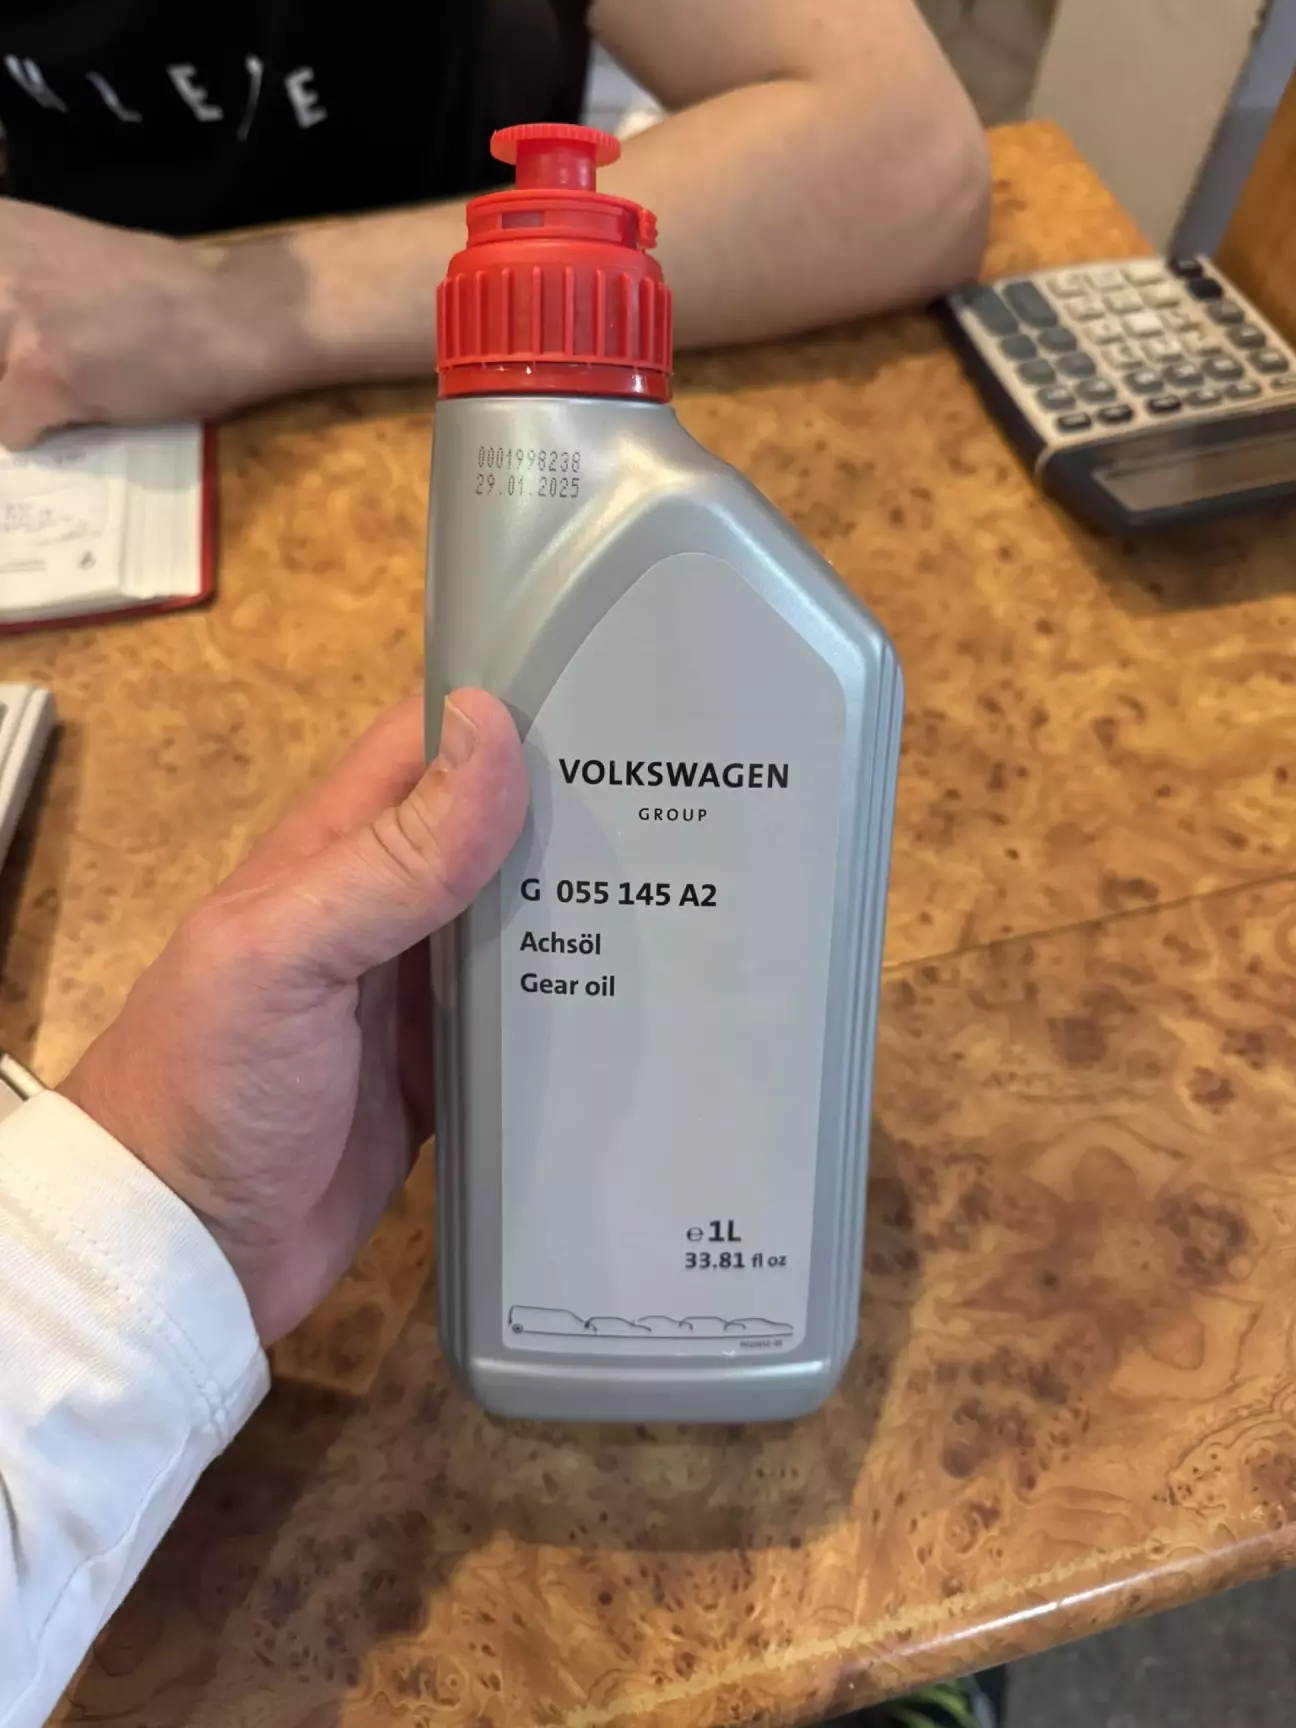 0001998238
29.01.2025
VOLKSWAGEN
GROUP
G 055 145 A2
Achsöl
Gear oil
℮ 1L
33.81 fl oz